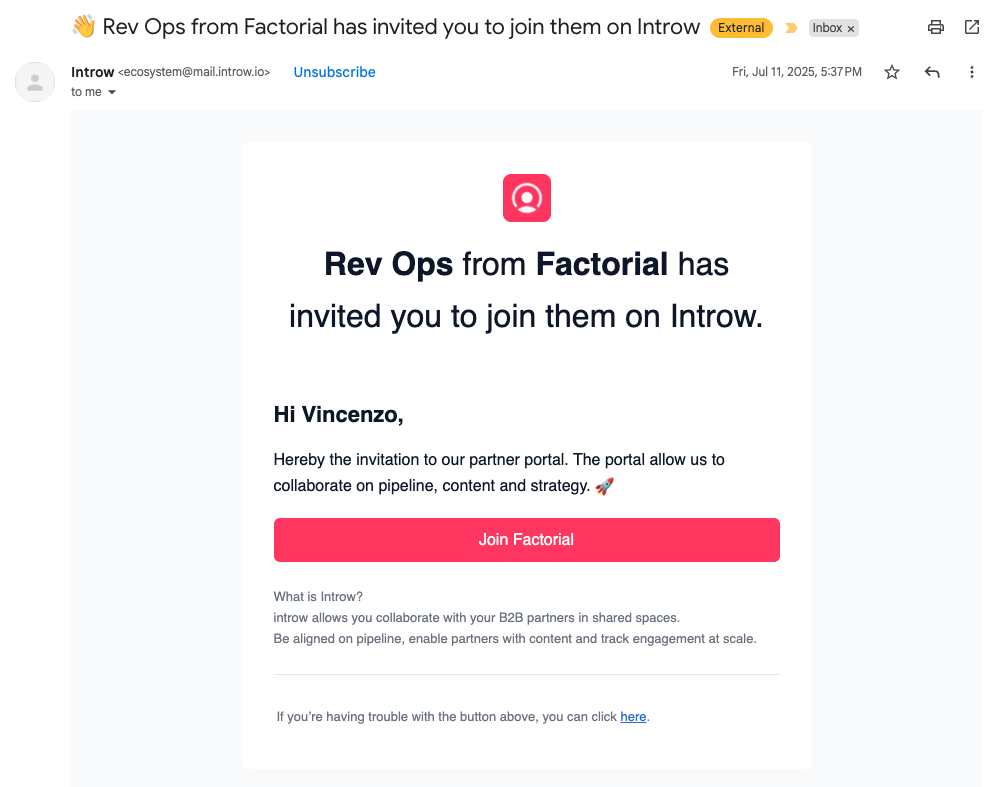 👋 Rev Ops from Factorial has invited you to join them on Introw External Inbox ×
Introw <ecosystem@mail.introw.io> Unsubscribe Fri, Jul 11, 2025, 5:37 PM
to me
Rev Ops from Factorial has
invited you to join them on Introw.
Hi Vincenzo,
Hereby the invitation to our partner portal. The portal allow us to
collaborate on pipeline, content and strategy. 🚀
Join Factorial
What is Introw?
introw allows you collaborate with your B2B partners in shared spaces.
Be aligned on pipeline, enable partners with content and track engagement at scale.
If you’re having trouble with the button above, you can click here.